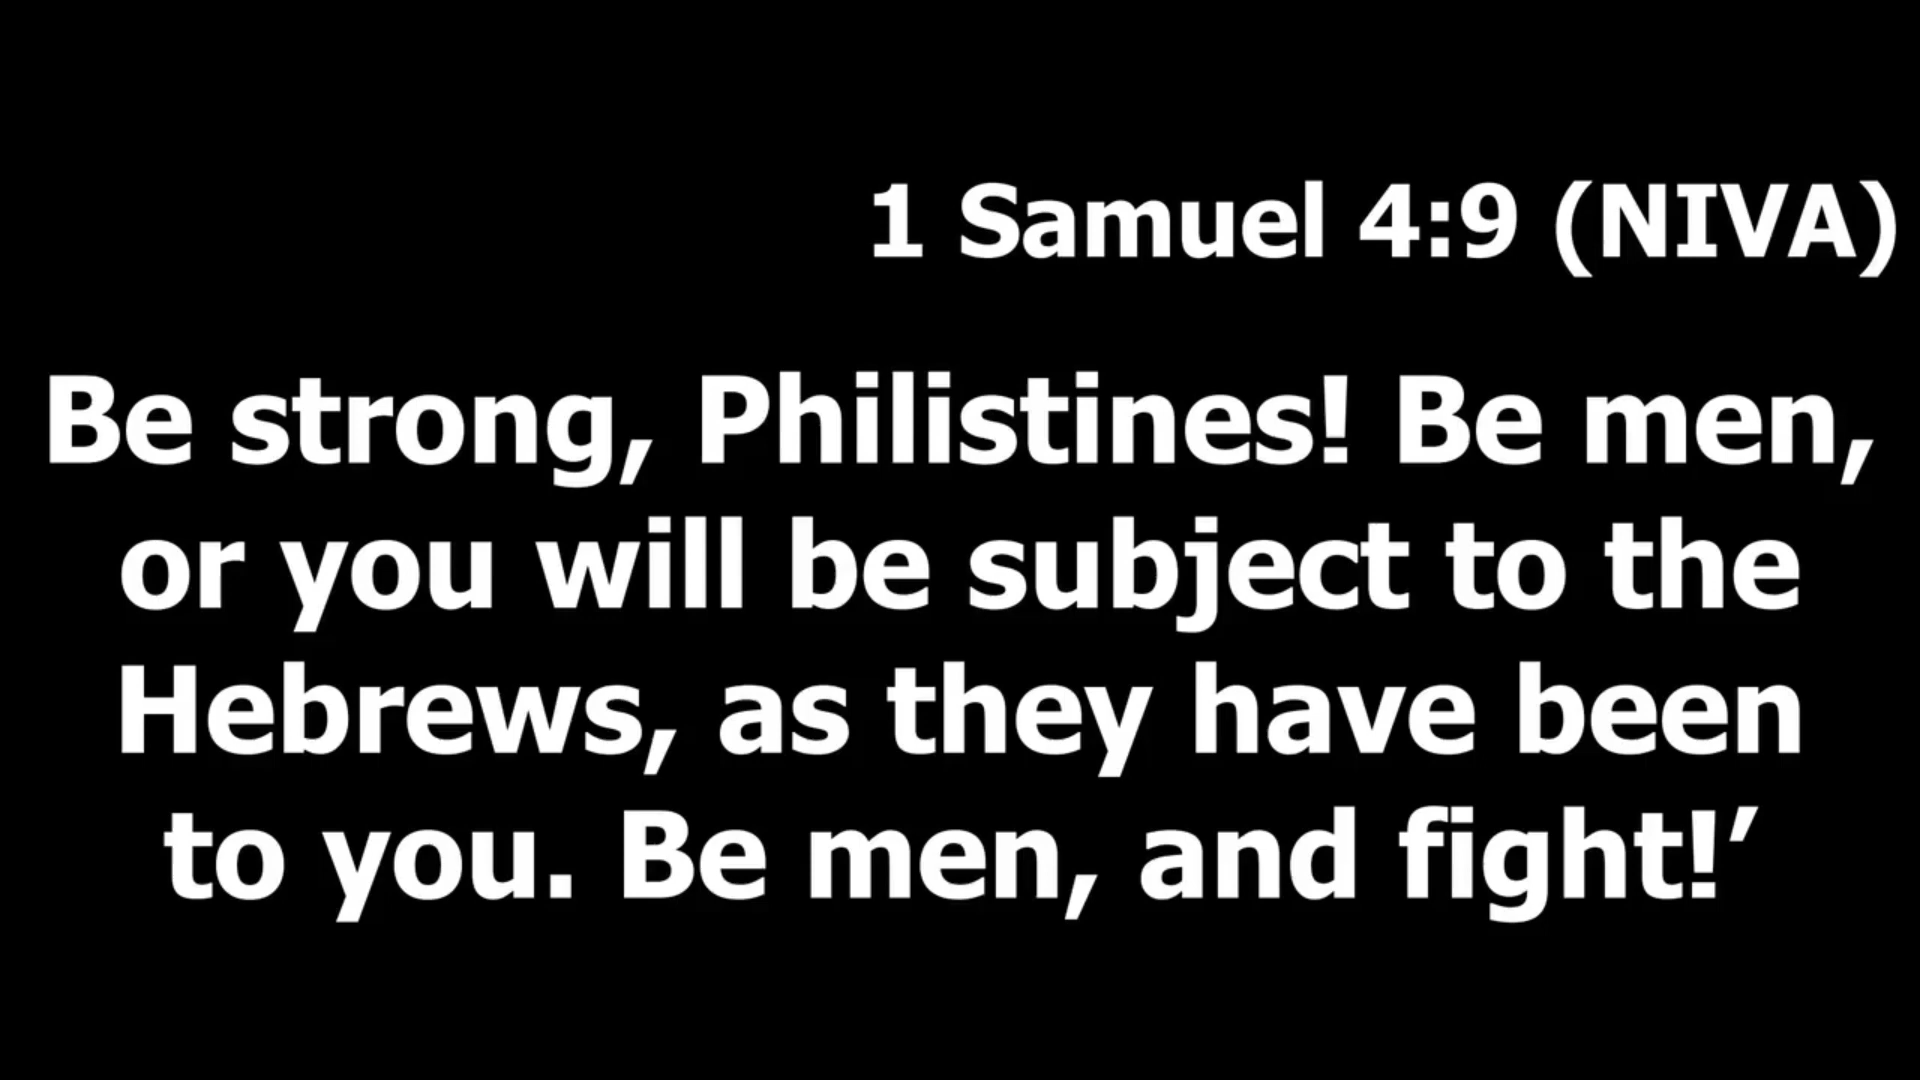 1 Samuel 4:9 (NIVA)
Be strong, Philistines! Be men,
or you will be subject to the
Hebrews, as they have been
to you. Be men, and fight!’